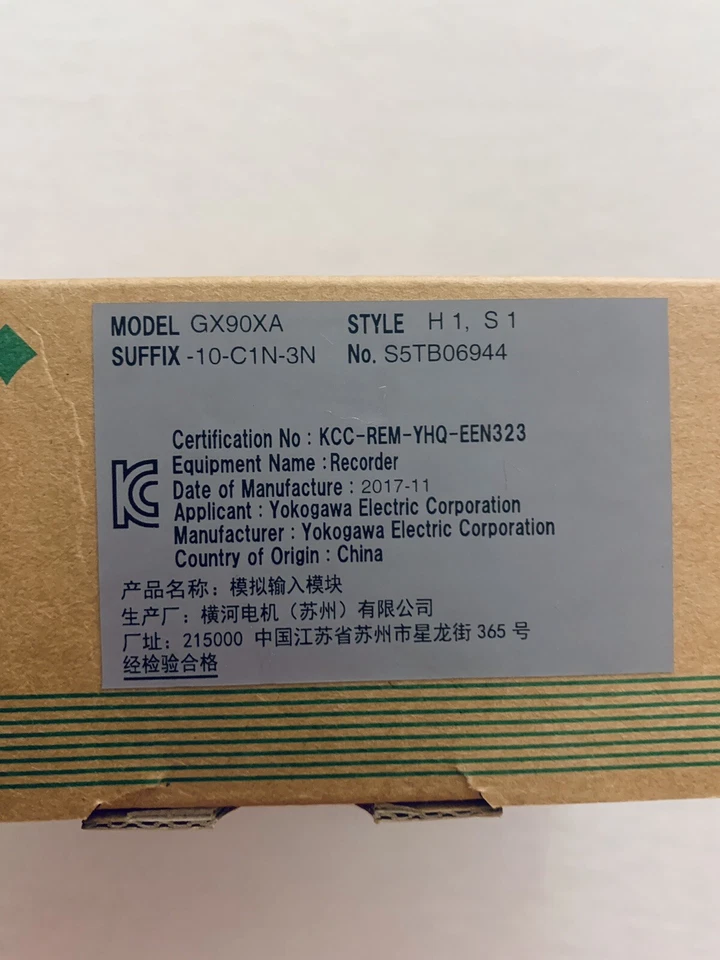 MODEL GX90XA STYLE H 1, S 1
SUFFIX -10-C1N-3N No. S5TB06944
Certification No : KCC-REM-YHQ-EEN323
Equipment Name : Recorder
Date of Manufacture : 2017-11
Applicant : Yokogawa Electric Corporation
Manufacturer : Yokogawa Electric Corporation
Country of Origin : China
产品名称：模拟输入模块
生产厂：横河电机（苏州）有限公司
厂址：215000 中国江苏省苏州市星龙街 365 号
经检验合格